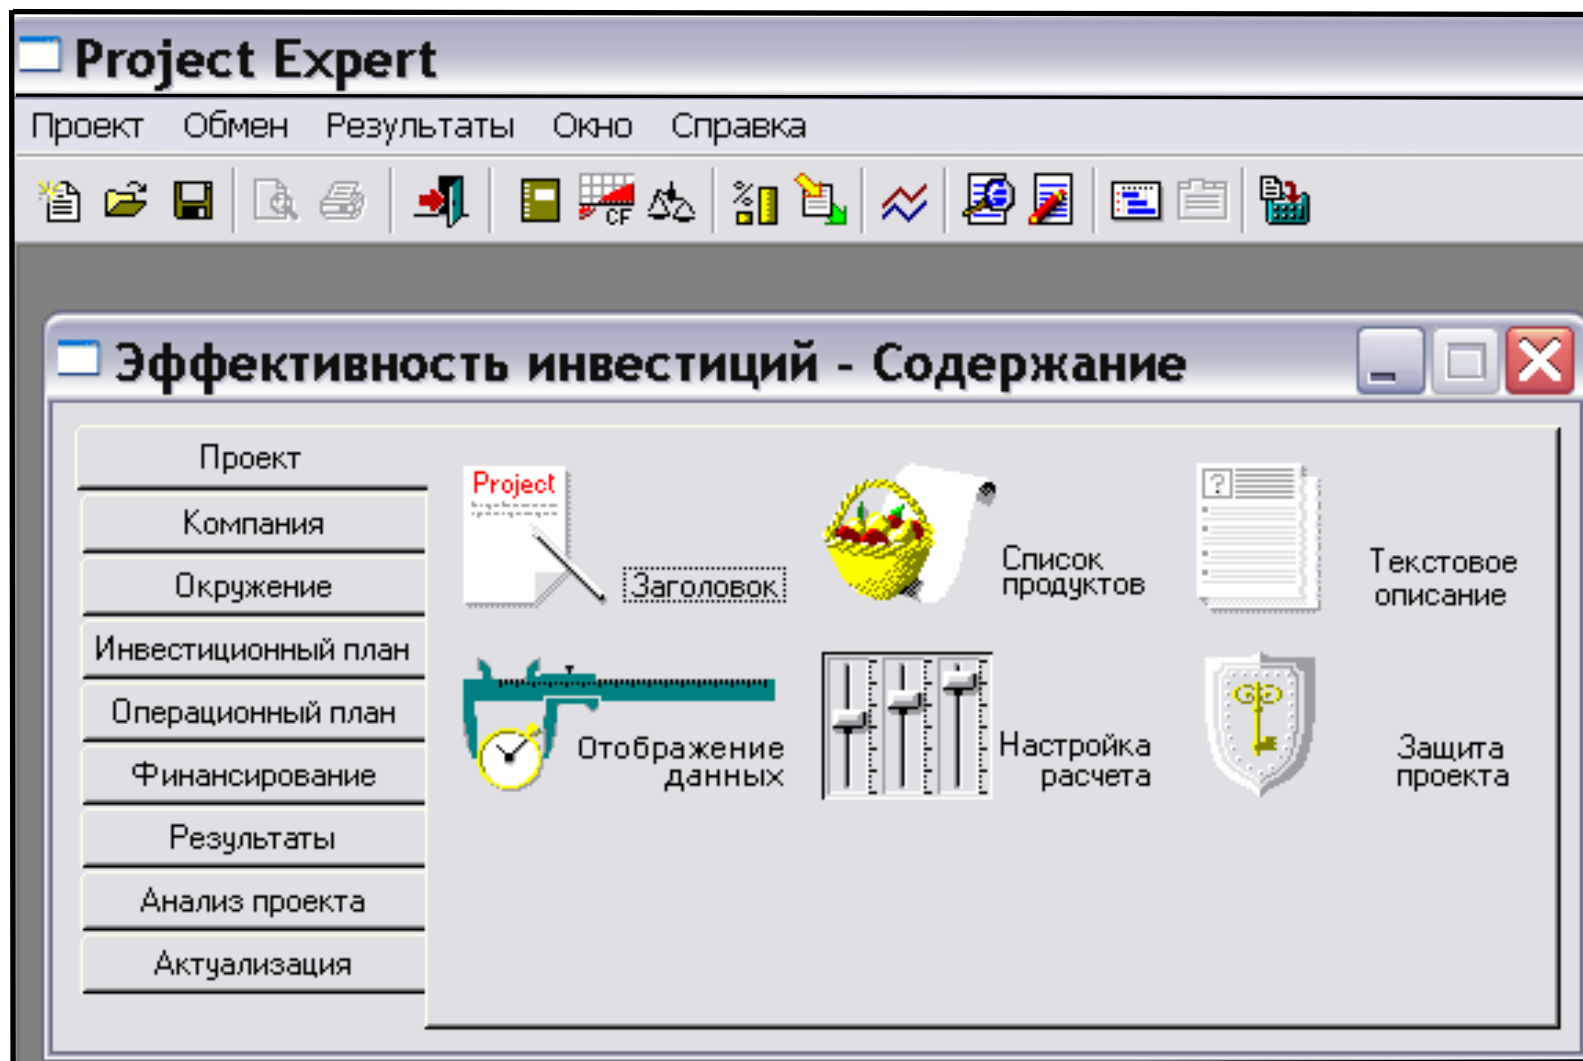 Project Expert
Проект Обмен Результаты Окно Справка
CF
%
Эффективность инвестиций - Содержание
Проект
Компания
Окружение
Инвестиционный план
Операционный план
Финансирование
Результаты
Анализ проекта
Актуализация
Project
Заголовок
Список
продуктов
?
Текстовое
описание
Отображение
данных
Настройка
расчета
Защита
проекта